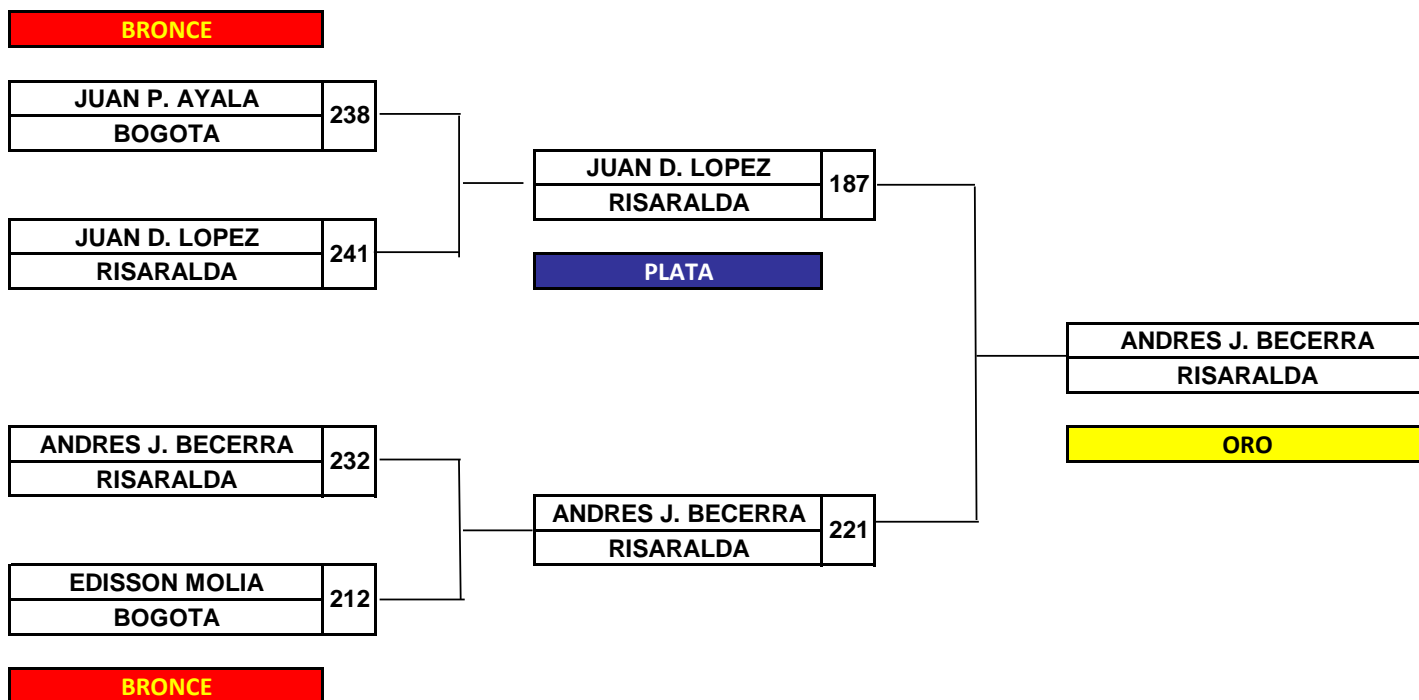 BRONCE
JUAN P. AYALA
238
BOGOTA
JUAN D. LOPEZ
241
RISARALDA
JUAN D. LOPEZ
187
RISARALDA
PLATA
ANDRES J. BECERRA
RISARALDA
ORO
ANDRES J. BECERRA
232
RISARALDA
EDISSON MOLIA
212
BOGOTA
ANDRES J. BECERRA
221
RISARALDA
BRONCE